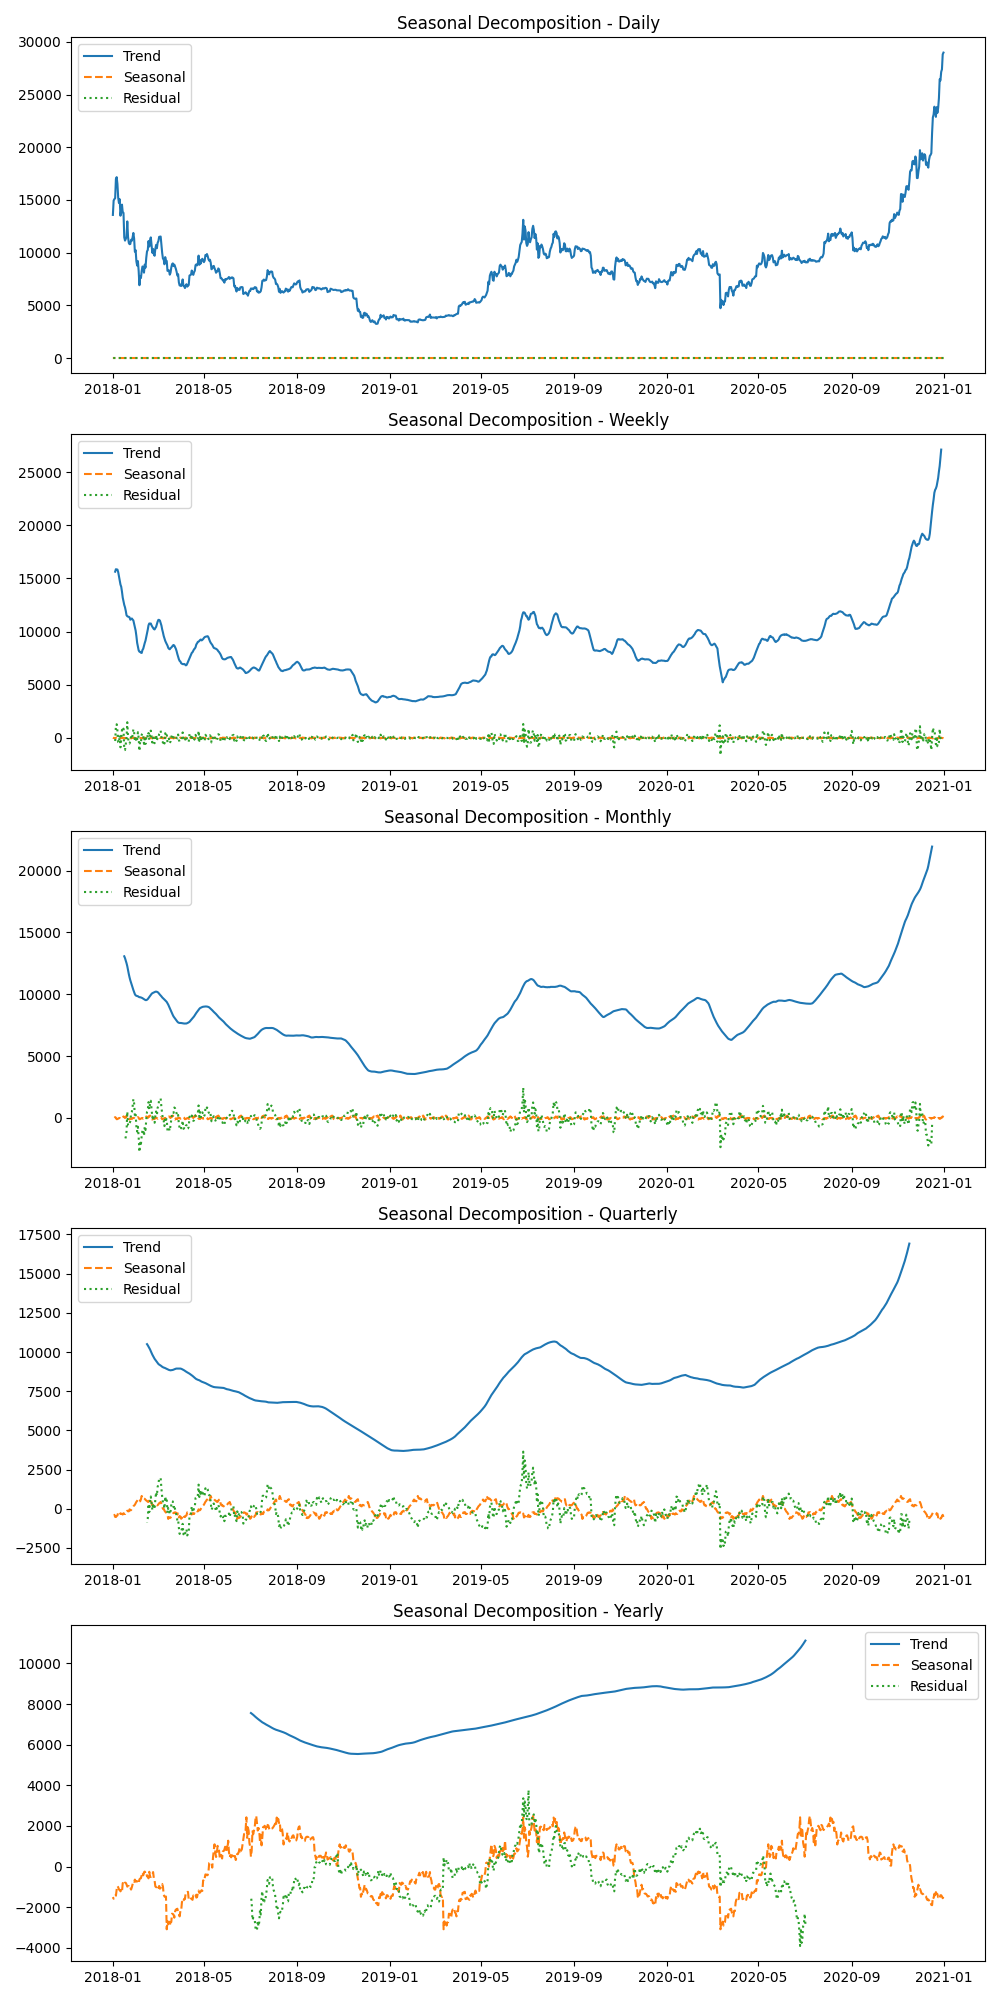 Seasonal Decomposition - Daily
30000
25000
20000
15000
10000
5000
0
Trend
Seasonal
Residual
2018-01 2018-05 2018-09 2019-01 2019-05 2019-09 2020-01 2020-05 2020-09 2021-01
Seasonal Decomposition - Weekly
25000
20000
15000
10000
5000
0
Trend
Seasonal
Residual
2018-01 2018-05 2018-09 2019-01 2019-05 2019-09 2020-01 2020-05 2020-09 2021-01
Seasonal Decomposition - Monthly
20000
15000
10000
5000
0
Trend
Seasonal
Residual
2018-01 2018-05 2018-09 2019-01 2019-05 2019-09 2020-01 2020-05 2020-09 2021-01
Seasonal Decomposition - Quarterly
17500
15000
12500
10000
7500
5000
2500
0
−2500
Trend
Seasonal
Residual
2018-01 2018-05 2018-09 2019-01 2019-05 2019-09 2020-01 2020-05 2020-09 2021-01
Seasonal Decomposition - Yearly
10000
8000
6000
4000
2000
0
−2000
−4000
Trend
Seasonal
Residual
2018-01 2018-05 2018-09 2019-01 2019-05 2019-09 2020-01 2020-05 2020-09 2021-01